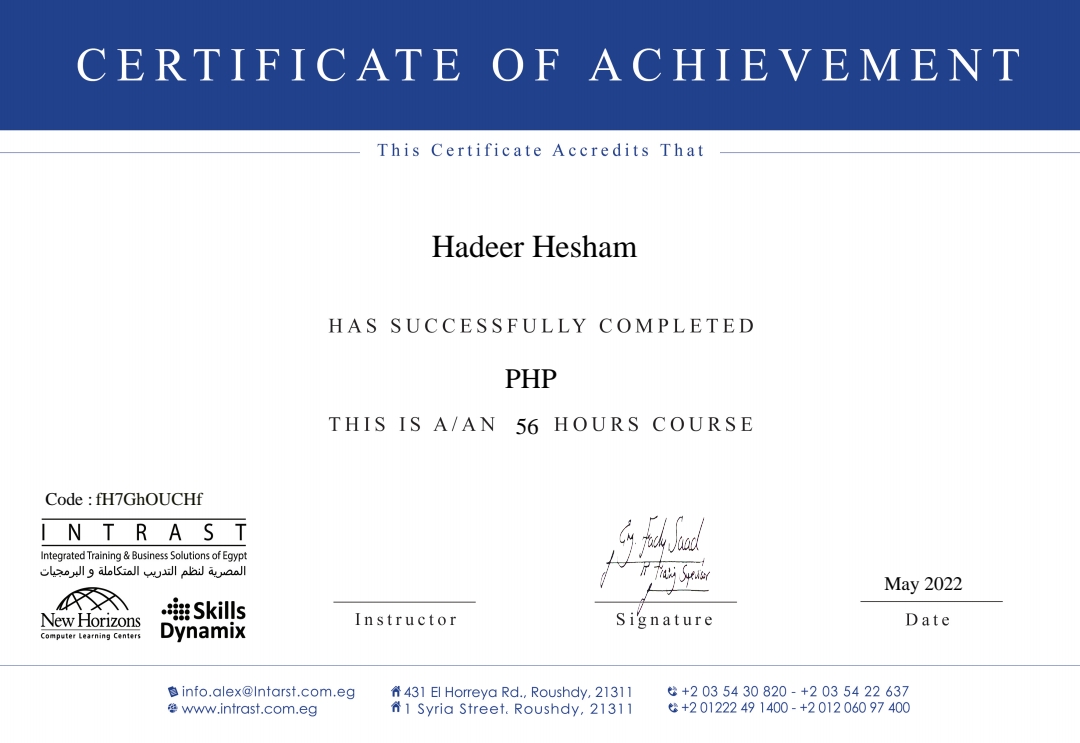 CERTIFICATE OF ACHIEVEMENT
This Certificate Accredits That
Hadeer Hesham
HAS SUCCESSFULLY COMPLETED
PHP
THIS IS A/AN 56 HOURS COURSE
Code : fH7GhOUCHf
INTRAST
Integrated Training & Business Solutions of Egypt
المصرية لنظم التدريب المتكاملة و البرمجيات
New Horizons
Computer Learning Centers
Skills
Dynamix
Instructor
Ey. Fady Saad
IT Traing Supervisor
Signature
May 2022
Date
info.alex@Intarst.com.eg
www.intrast.com.eg
431 El Horreya Rd., Roushdy, 21311
1 Syria Street. Roushdy, 21311
+2 03 54 30 820 - +2 03 54 22 637
+2 01222 49 1400 - +2 012 060 97 400